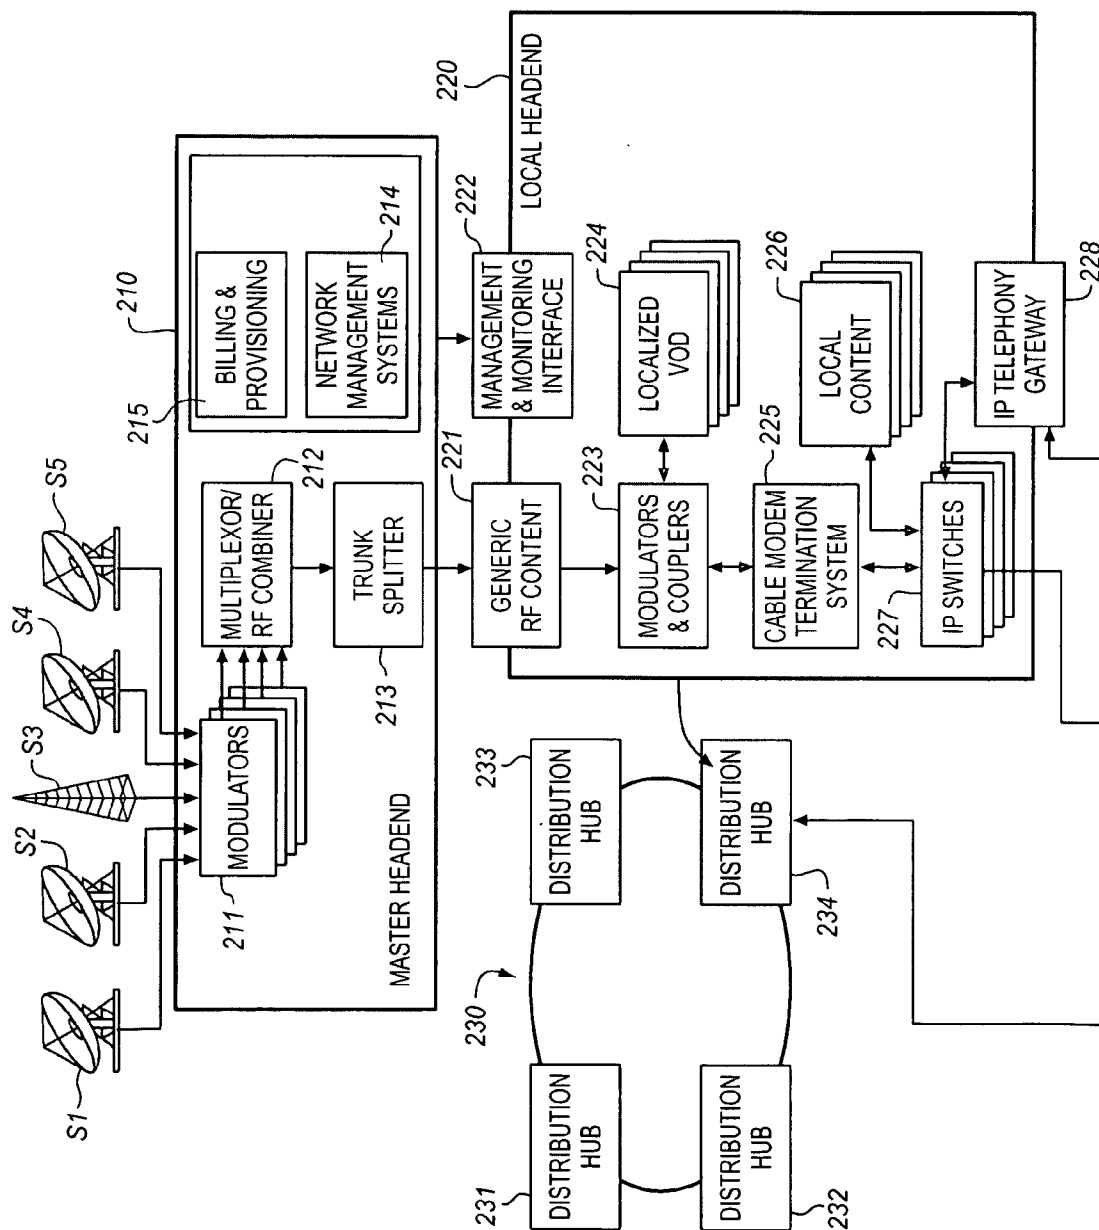 S1
S2
S3
S4
S5
210
MASTER HEADEND
211
MODULATORS
MULTIPLEXOR/
RF COMBINER
212
TRUNK
SPLITTER
213
215
BILLING &
PROVISIONING
NETWORK
MANAGEMENT
SYSTEMS
214
220
LOCAL HEADEND
GENERIC
RF CONTENT
221
MANAGEMENT
& MONITORING
INTERFACE
222
MODULATORS
& COUPLERS
223
LOCALIZED
VOD
224
CABLE MODEM
TERMINATION
SYSTEM
225
LOCAL
CONTENT
226
227
IP SWITCHES
IP TELEPHONY
GATEWAY
228
230
231
DISTRIBUTION
HUB
233
DISTRIBUTION
HUB
DISTRIBUTION
HUB
232
DISTRIBUTION
HUB
234